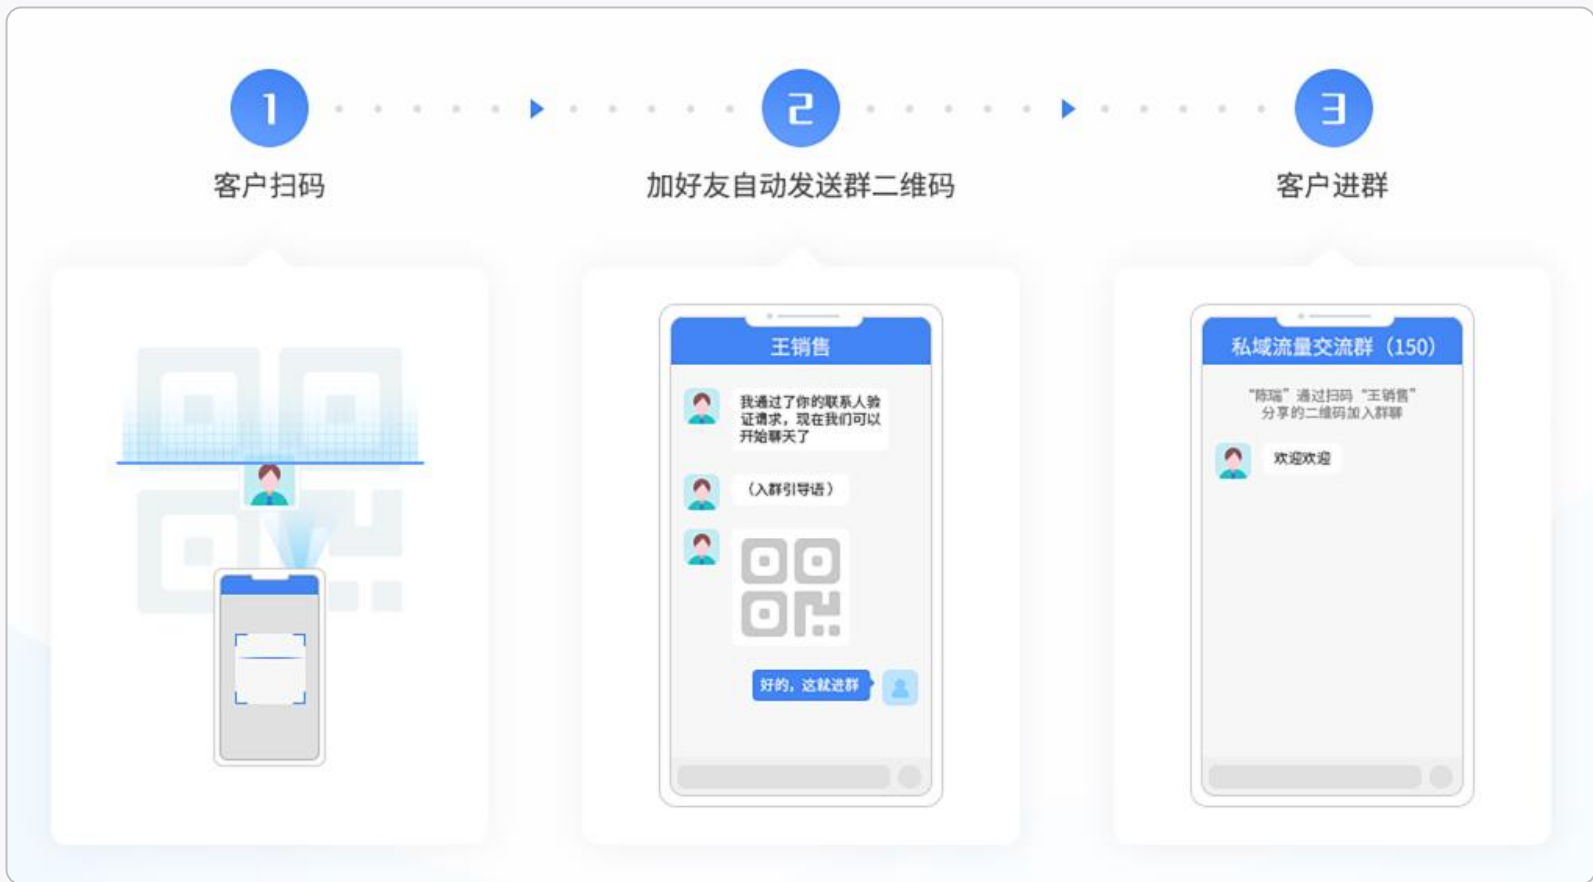 1
2
3
客户扫码
加好友自动发送群二维码
客户进群
王销售
我通过了你的联系人验
证请求，现在我们可以
开始聊天了
（入群引导语）
好的，这就进群
私域流量交流群（150）
“陈瑞”通过扫码“王销售”
分享的二维码加入群聊
欢迎欢迎